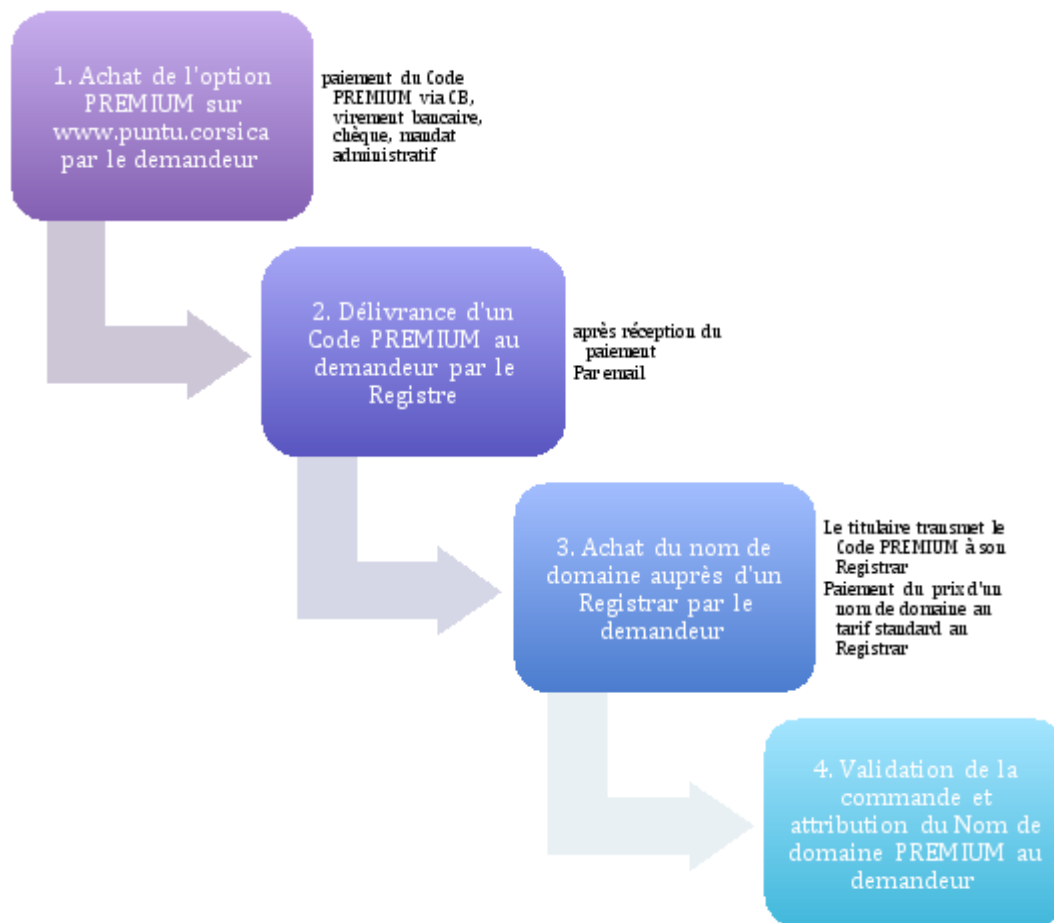 1. Achat de l'option
PREMIUM sur
www.puntu.corsica
par le demandeur
paiement du Code
PREMIUM via CB,
virement bancaire,
chèque, mandat
administratif
2. Délivrance d'un
Code PREMIUM au
demandeur par le
Registre
après réception du
paiement
Par email
3. Achat du nom de
domaine auprès d'un
Registrar par le
demandeur
Le titulaire transmet le
Code PREMIUM à son
Registrar
Paiement du prix d'un
nom de domaine au
tarif standard au
Registrar
4. Validation de la
commande et
attribution du Nom de
domaine PREMIUM au
demandeur